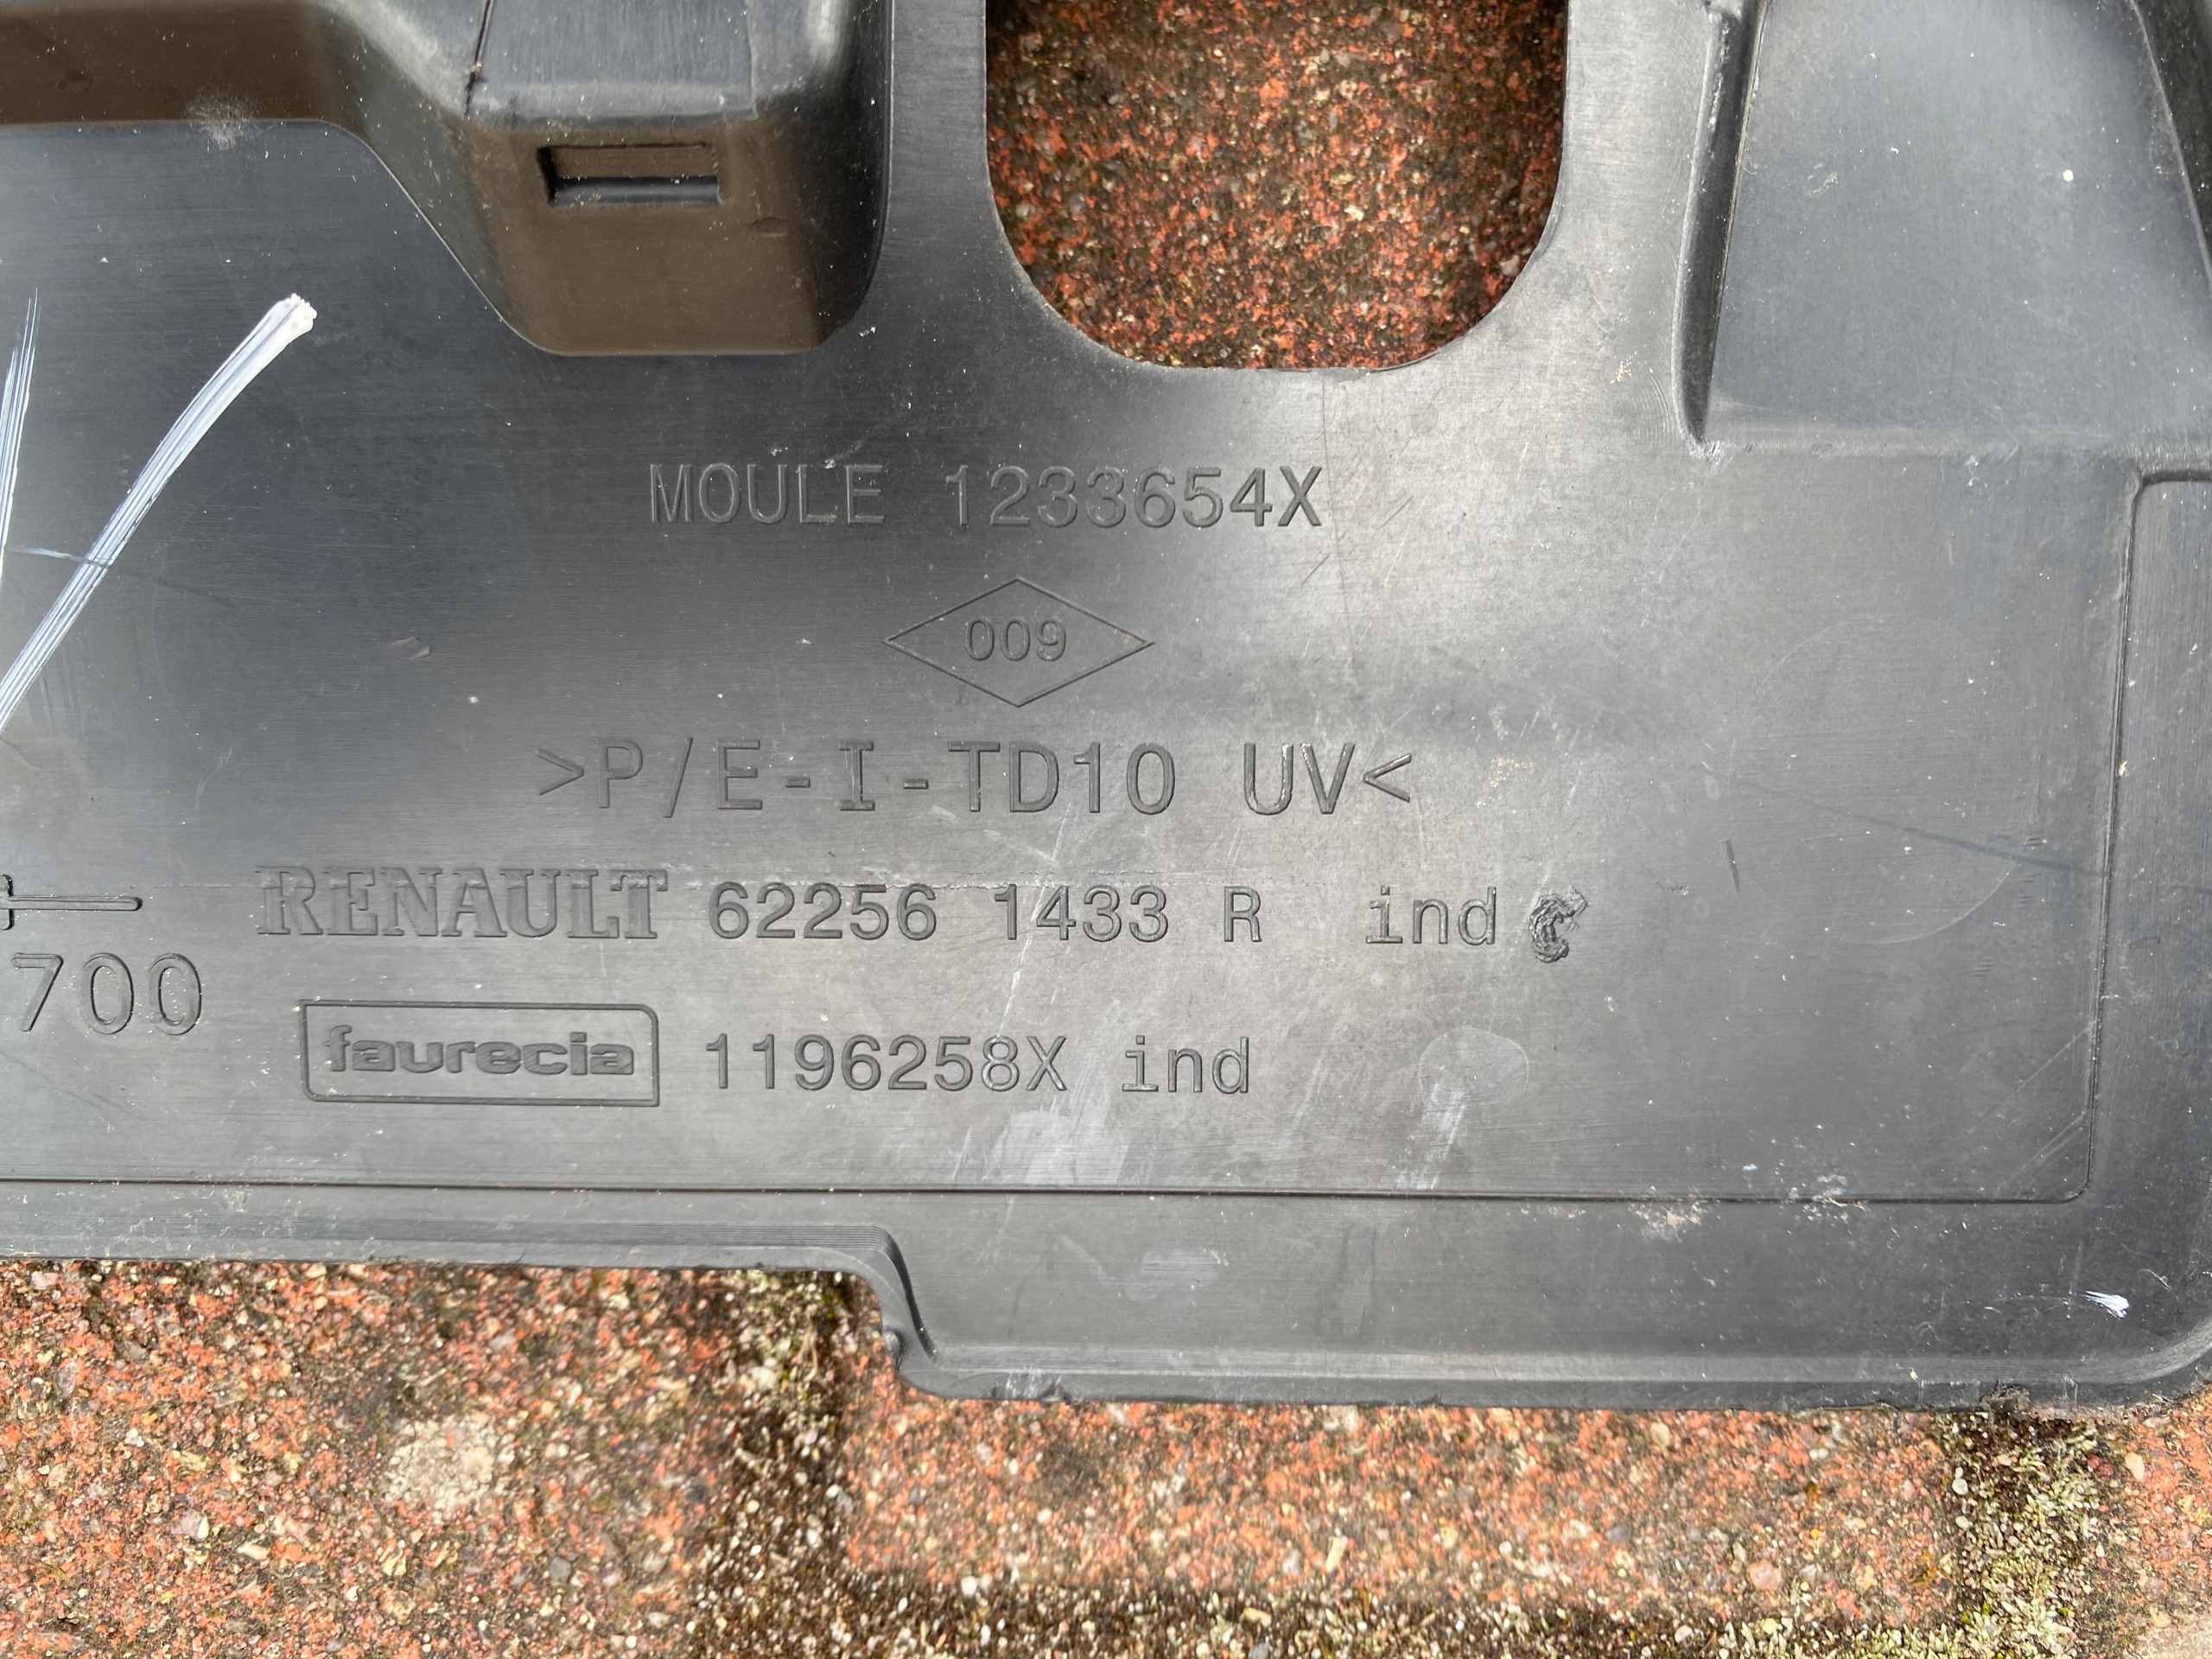 MOULE 1233654X
009
>P/E-I-TD10 UV<
RENAULT 62256 1433 R ind
700
faurecia 1196258X ind